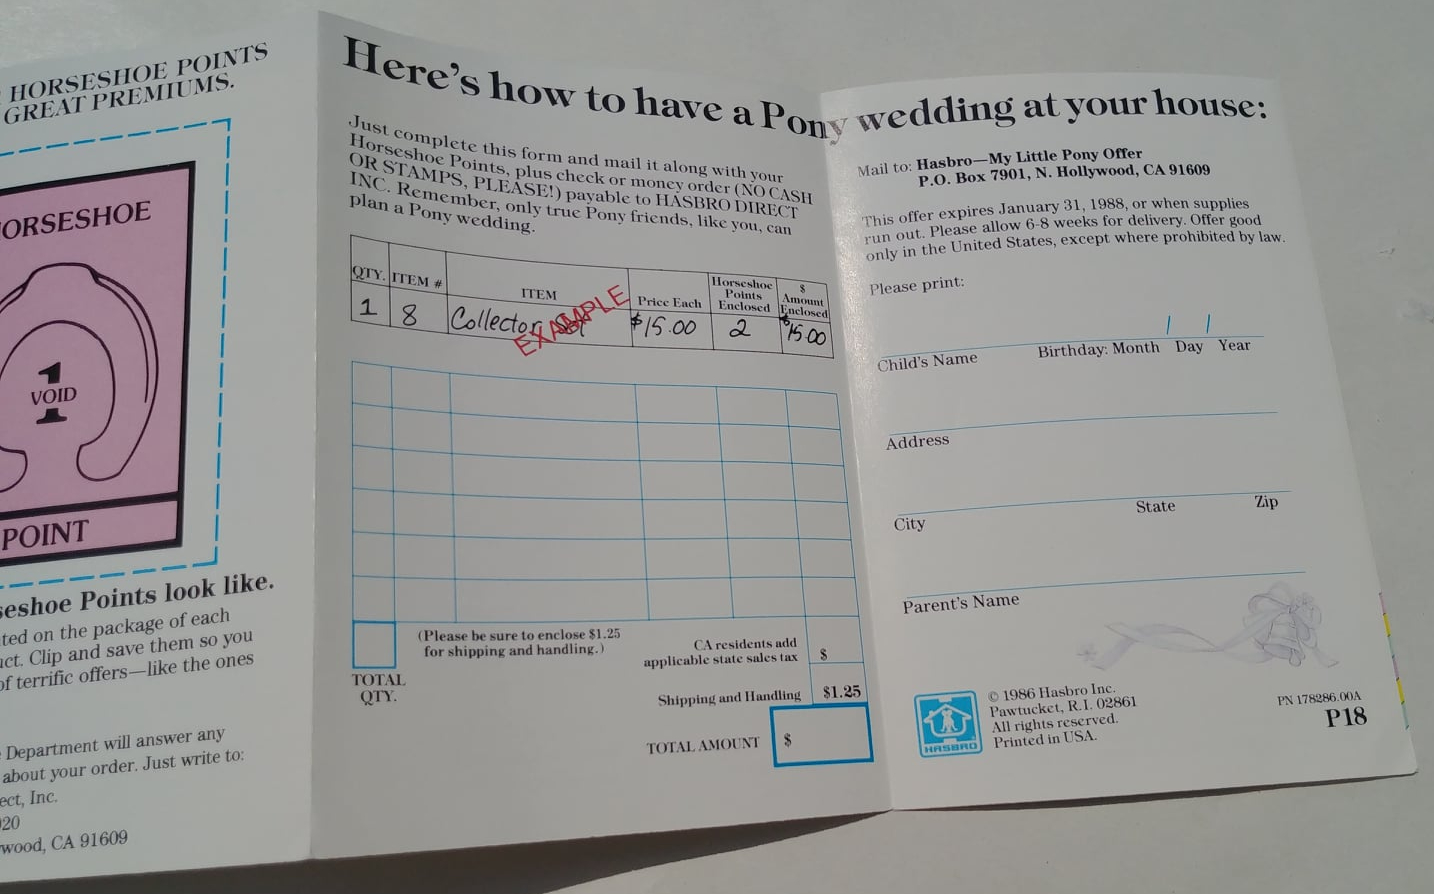 HORSESHOE POINTS
GREAT PREMIUMS.
ORSESHOE
1
VOID
POINT
seshoe Points look like.
ted on the package of each
uct. Clip and save them so you
of terrific offers—like the ones
Department will answer any
about your order. Just write to:
ect, Inc.
020
wood, CA 91609
Here's how to have a Pony wedding at your house:
Just complete this form and mail it along with your
Horseshoe Points, plus check or money order (NO CASH
OR STAMPS, PLEASE!) payable to HASBRO DIRECT
INC. Remember, only true Pony friends, like you, can
plan a Pony wedding.
QTY. ITEM # ITEM Price Each Horseshoe Points Enclosed $ Amount Enclosed
1 8 Collector Set $15.00 2 $15.00
EXAMPLE
(Please be sure to enclose $1.25
for shipping and handling.)
TOTAL
QTY.
CA residents add
applicable state sales tax $
Shipping and Handling $1.25
TOTAL AMOUNT $
Mail to: Hasbro—My Little Pony Offer
P.O. Box 7901, N. Hollywood, CA 91609
This offer expires January 31, 1988, or when supplies
run out. Please allow 6-8 weeks for delivery. Offer good
only in the United States, except where prohibited by law.
Please print:
Child's Name Birthday: Month Day Year
Address
City State Zip
Parent's Name
HASBRO
© 1986 Hasbro Inc.
Pawtucket, R.I. 02861
All rights reserved.
Printed in USA.
PN 178286.00A
P18